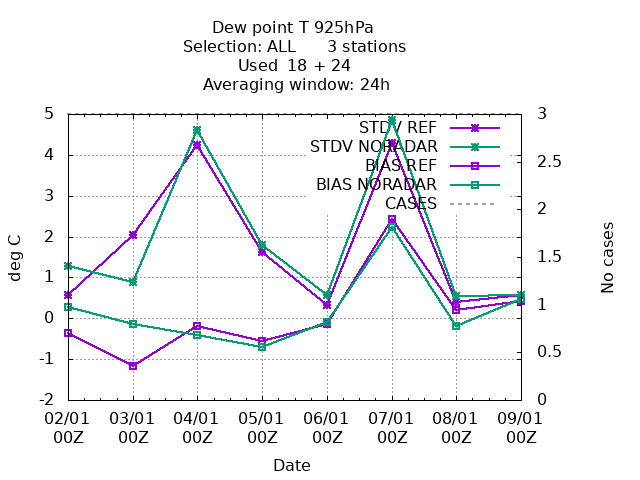 Dew point T 925hPa
Selection: ALL      3 stations
Used  18 + 24
Averaging window: 24h
5
4
3
2
1
0
-1
-2
deg C
3
2.5
2
1.5
1
0.5
0
No cases
STDV REF
STDV NORADAR
BIAS REF
BIAS NORADAR
CASES
02/01 03/01 04/01 05/01 06/01 07/01 08/01 09/01
00Z 00Z 00Z 00Z 00Z 00Z 00Z 00Z
Date